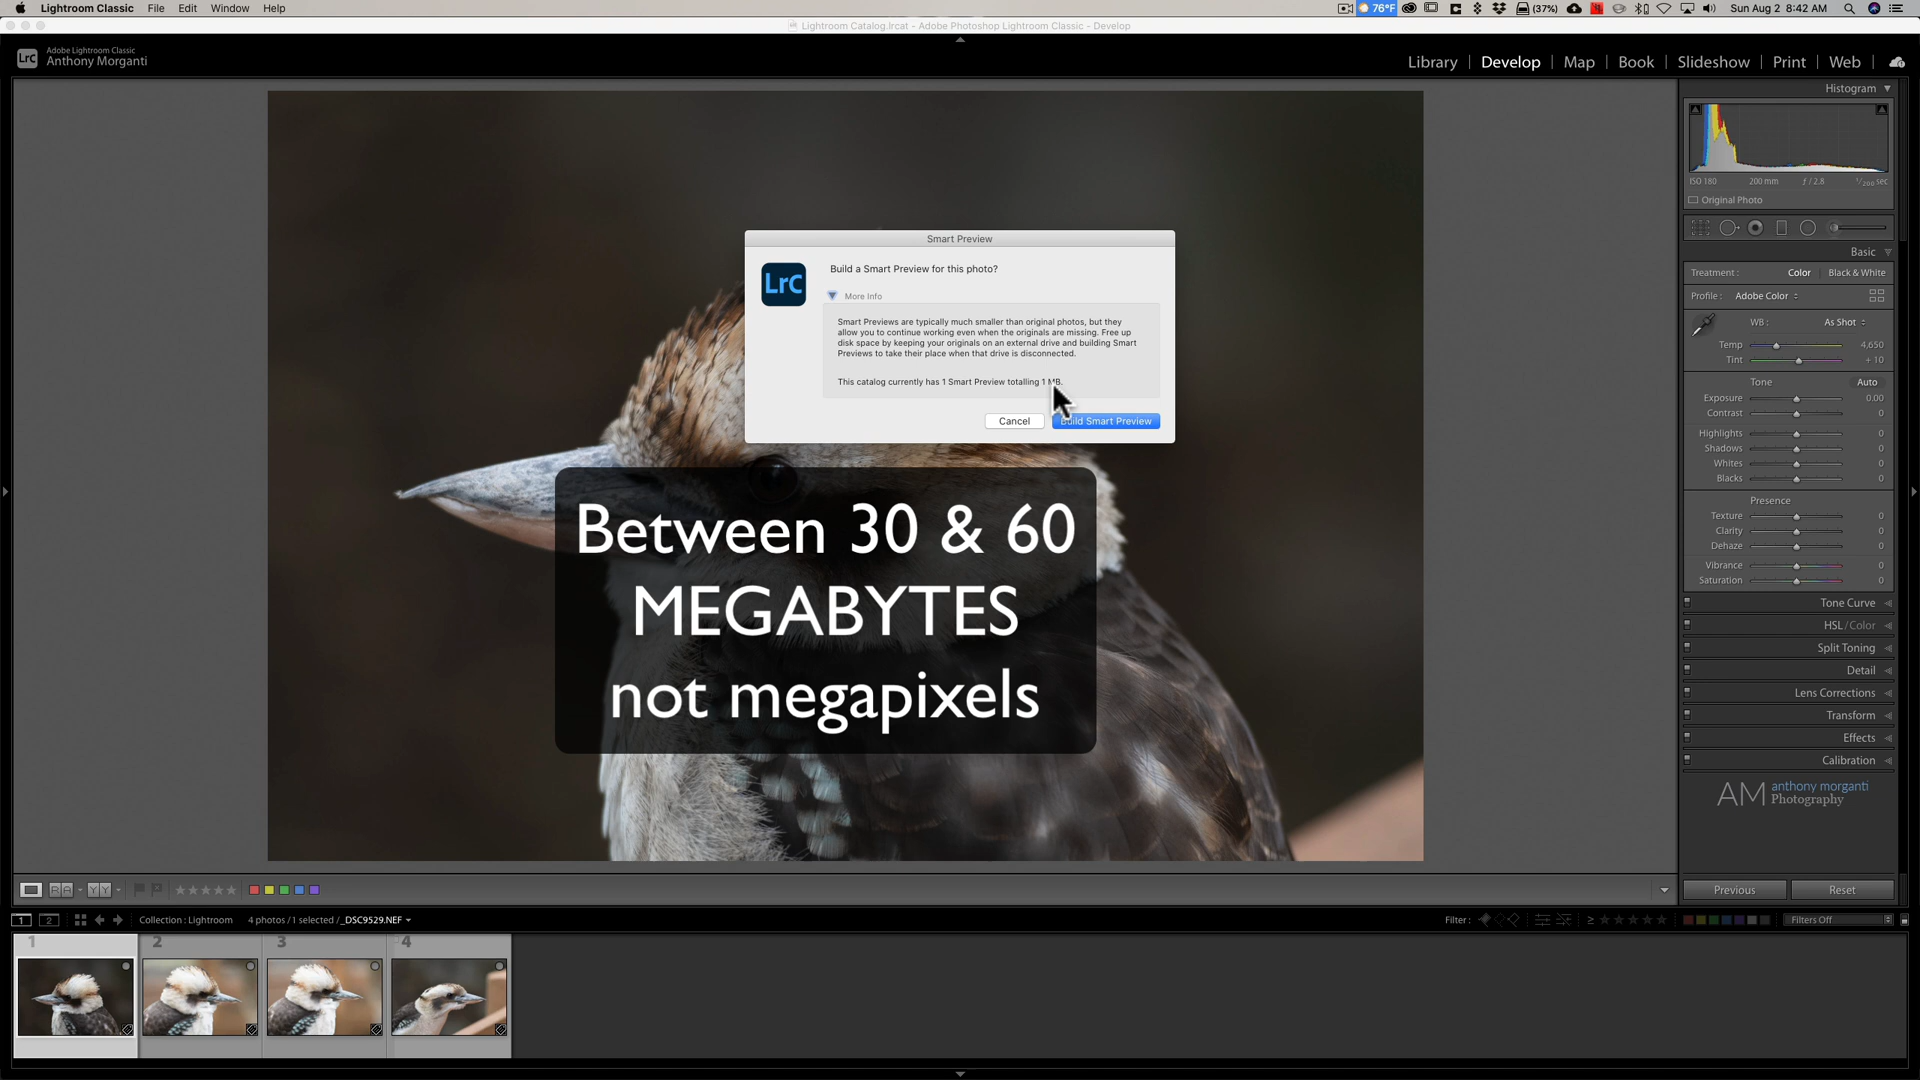 Lightroom Classic File Edit Window Help
76°F (37%) Sun Aug 2 8:42 AM
Lightroom Catalog.lrcat - Adobe Photoshop Lightroom Classic - Develop
LrC
Adobe Lightroom Classic
Anthony Morganti
Library | Develop | Map | Book | Slideshow | Print | Web
Histogram
ISO 180 200 mm ƒ / 2.8 1/200 sec
Original Photo
Basic
Treatment : Color Black & White
Profile : Adobe Color
WB : As Shot
Temp 4,650
Tint + 10
Tone Auto
Exposure 0.00
Contrast 0
Highlights 0
Shadows 0
Whites 0
Blacks 0
Presence
Texture 0
Clarity 0
Dehaze 0
Vibrance 0
Saturation 0
Tone Curve
HSL / Color
Split Toning
Detail
Lens Corrections
Transform
Effects
Calibration
AM anthony morganti
Photography
Previous Reset
Smart Preview
LrC
Build a Smart Preview for this photo?
More Info
Smart Previews are typically much smaller than original photos, but they
allow you to continue working even when the originals are missing. Free up
disk space by keeping your originals on an external drive and building Smart
Previews to take their place when that drive is disconnected.
This catalog currently has 1 Smart Preview totalling 1 MB.
Cancel Build Smart Preview
Between 30 & 60
MEGABYTES
not megapixels
R A Y Y
1 2 Collection : Lightroom 4 photos / 1 selected / _DSC9529.NEF
Filter : ≥ Filters Off
1 2 3 4